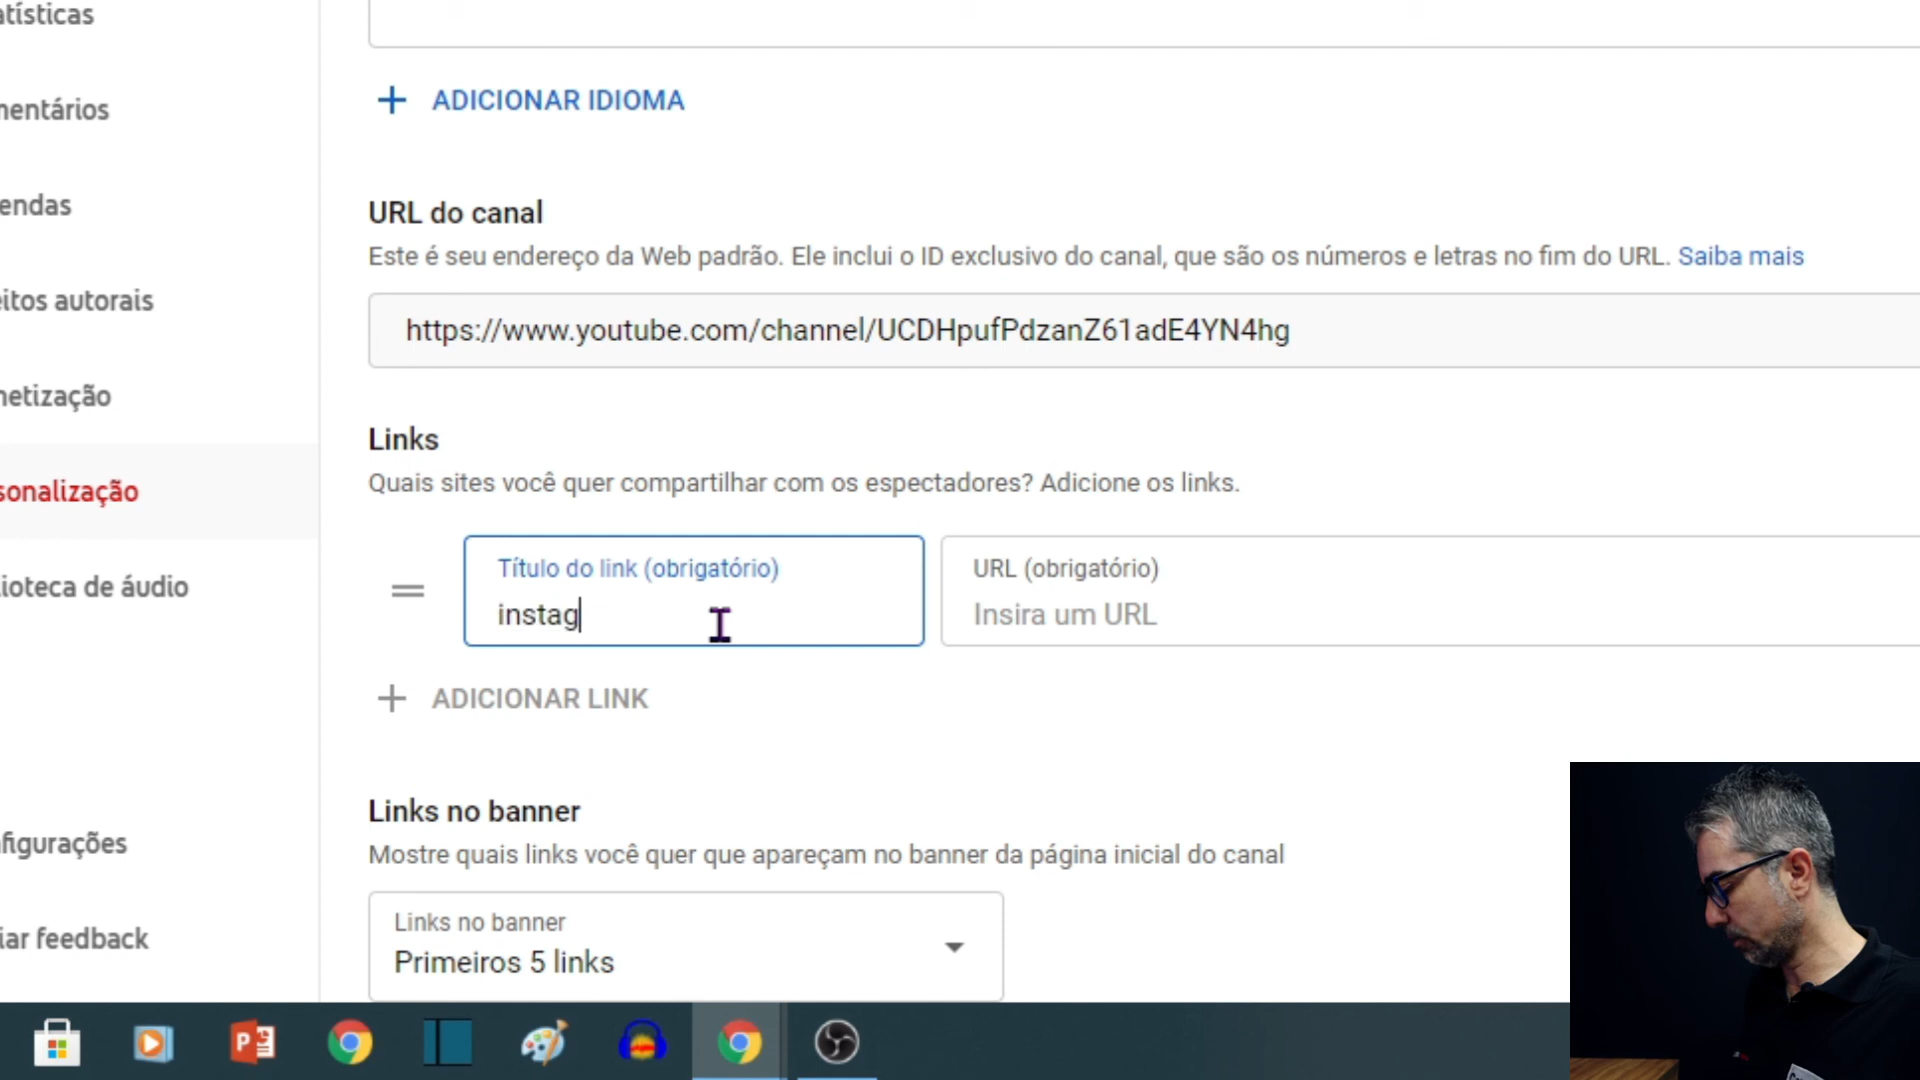 atísticas
mentários
endas
eitos autorais
netização
sonalização
lioteca de áudio
nfigurações
iar feedback
ADICIONAR IDIOMA
URL do canal
Este é seu endereço da Web padrão. Ele inclui o ID exclusivo do canal, que são os números e letras no fim do URL. Saiba mais
https://www.youtube.com/channel/UCDHpufPdzanZ61adE4YN4hg
Links
Quais sites você quer compartilhar com os espectadores? Adicione os links.
Título do link (obrigatório)
instag
URL (obrigatório)
Insira um URL
ADICIONAR LINK
Links no banner
Mostre quais links você quer que apareçam no banner da página inicial do canal
Links no banner
Primeiros 5 links